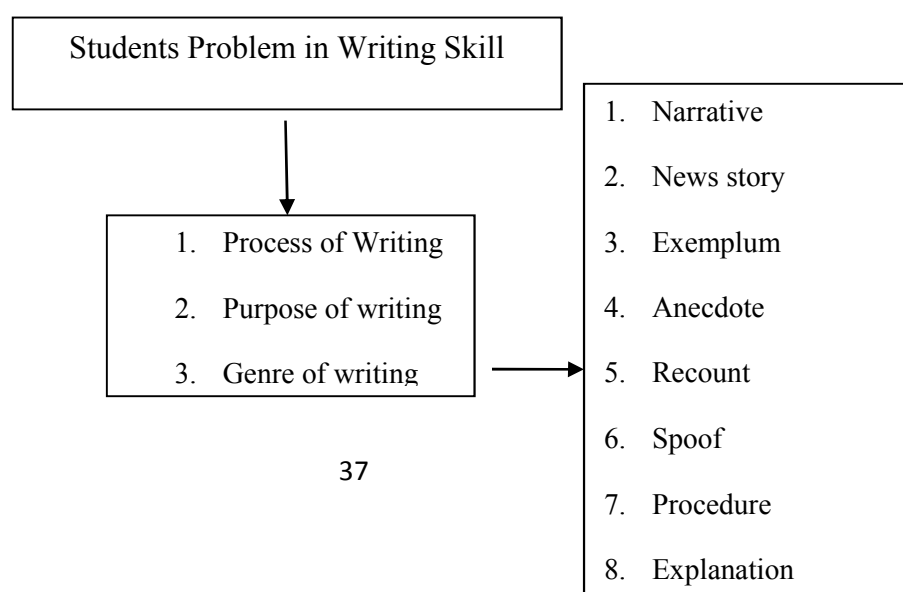 Students Problem in Writing Skill
1. Process of Writing
2. Purpose of writing
3. Genre of writing
1. Narrative
2. News story
3. Exemplum
4. Anecdote
5. Recount
6. Spoof
7. Procedure
8. Explanation
37